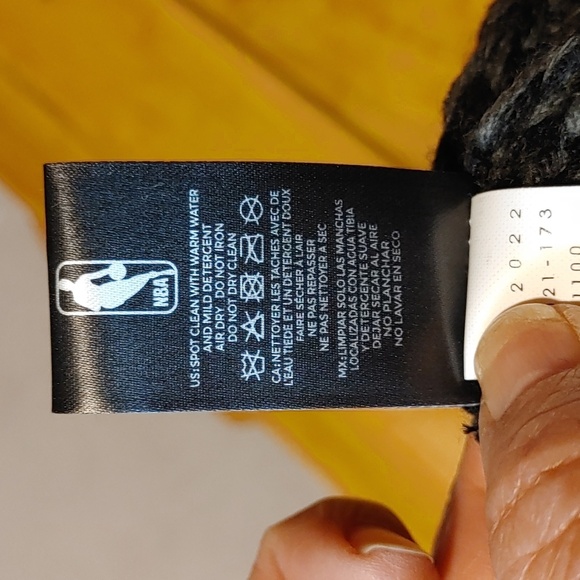 NBA
US:SPOT CLEAN WITH WARM WATER
AND MILD DETERGENT
AIR DRY · DO NOT IRON
DO NOT DRY CLEAN
CA:NETTOYER LES TACHES AVEC DE
L'EAU TIEDE ET UN DETERGENT DOUX
FAIRE SÉCHER À L'AIR
NE PAS REPASSER
NE PAS NETTOYER A SEC
MX:LIMPIAR SOLO LAS MANCHAS
LOCALIZADAS CON AGUA TIBIA
Y DETERGENTE SUAVE
DEJAR SECAR AL AIRE
NO PLANCHAR
NO LAVAR EN SECO
2022
21-173
1100